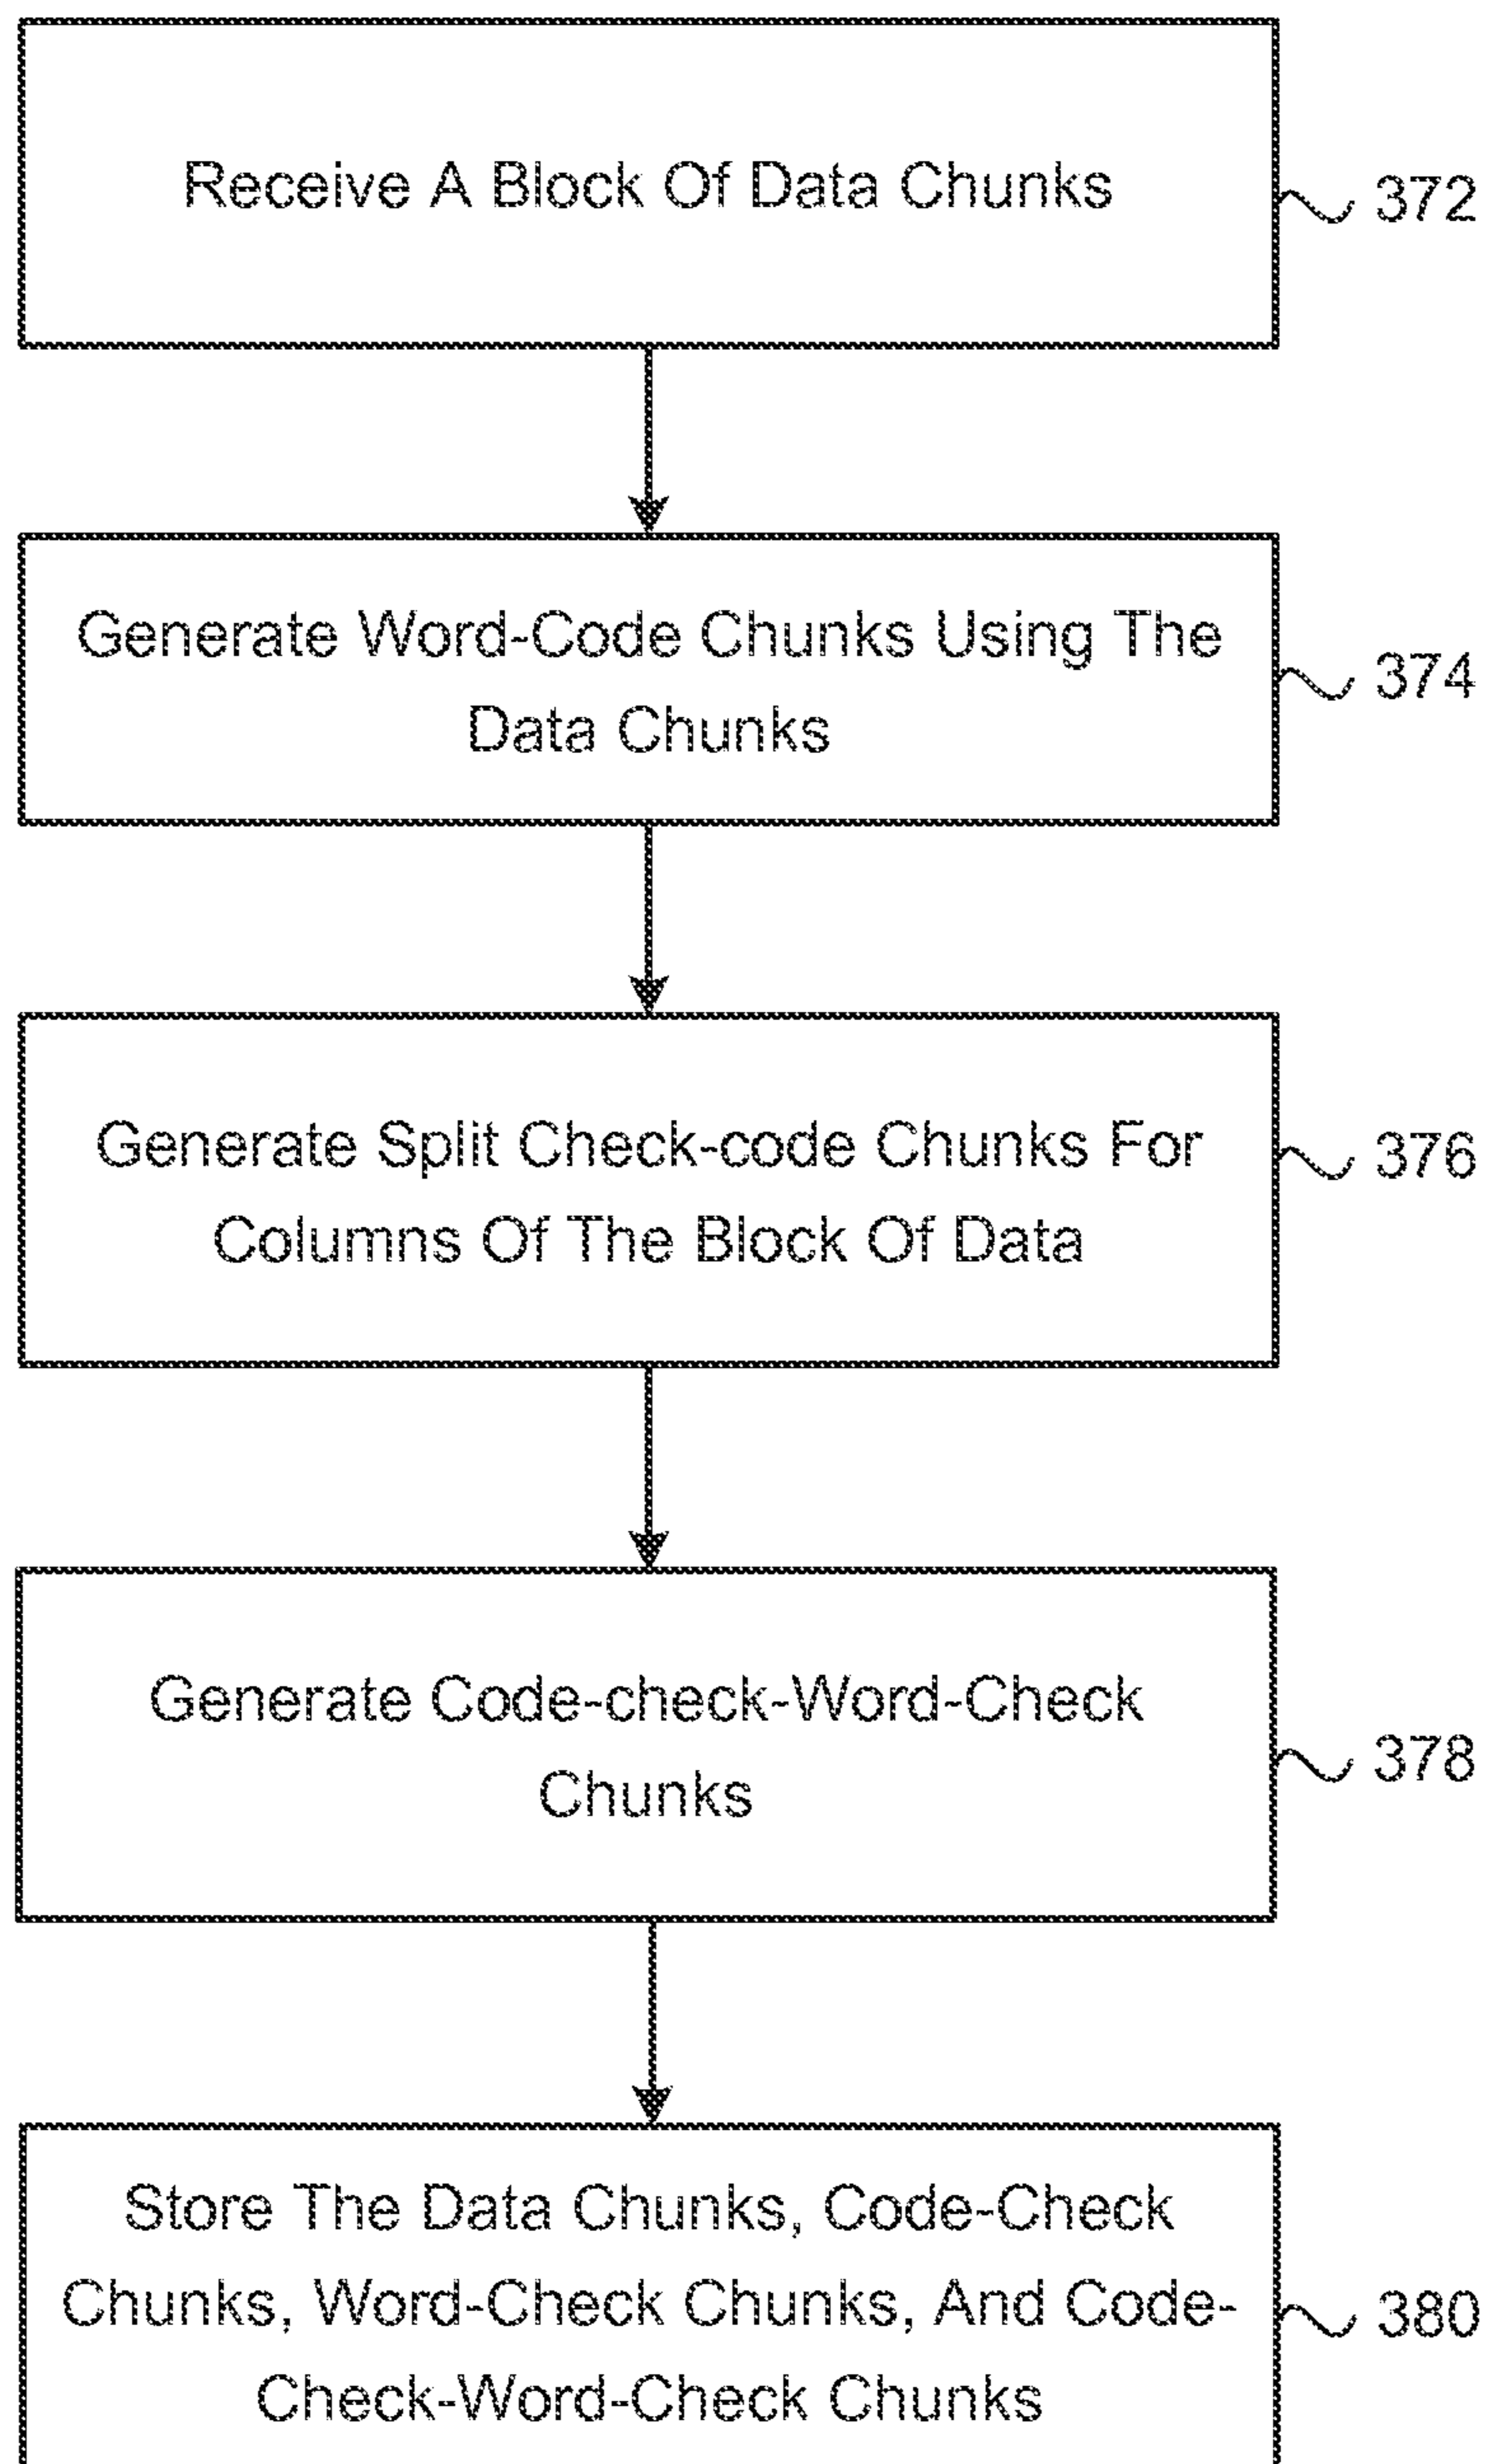 Receive A Block Of Data Chunks
372
Generate Word-Code Chunks Using The
Data Chunks
374
Generate Split Check-code Chunks For
Columns Of The Block Of Data
376
Generate Code-check-Word-Check
Chunks
378
Store The Data Chunks, Code-Check
Chunks, Word-Check Chunks, And Code-
Check-Word-Check Chunks
380